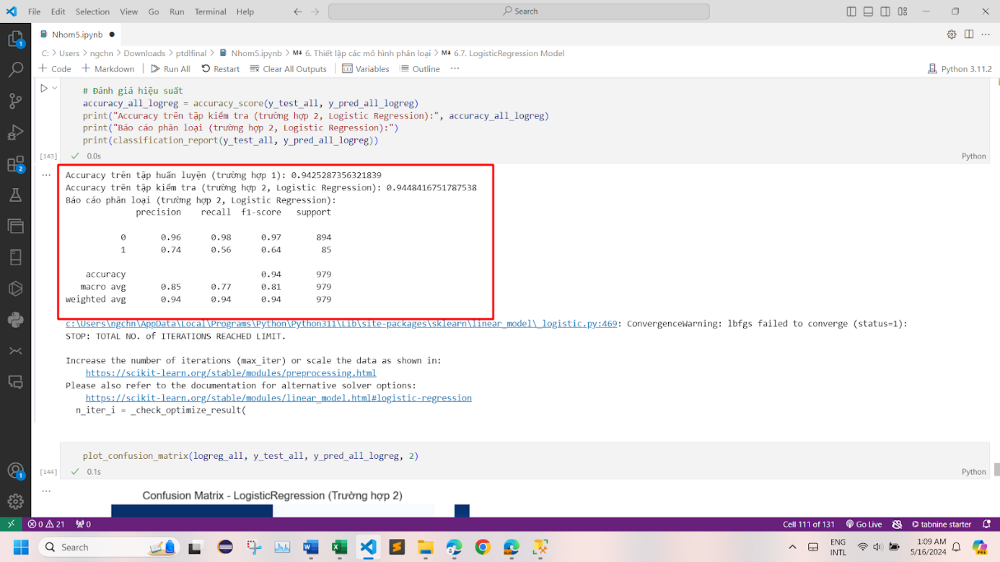 File Edit Selection View Go Run Terminal Help
Search
Nhom5.ipynb
C: > Users > ngchn > Downloads > ptdlfinal > Nhom5.ipynb > M↓ 6. Thiết lập các mô hình phân loại > M↓ 6.7. LogisticRegression Model
+ Code + Markdown Run All Restart Clear All Outputs Variables Outline ... Python 3.11.2
# Đánh giá hiệu suất
accuracy_all_logreg = accuracy_score(y_test_all, y_pred_all_logreg)
print("Accuracy trên tập kiểm tra (trường hợp 2, Logistic Regression):", accuracy_all_logreg)
print("Báo cáo phân loại (trường hợp 2, Logistic Regression):")
print(classification_report(y_test_all, y_pred_all_logreg))
[143] 0.0s Python
Accuracy trên tập huấn luyện (trường hợp 1): 0.9425287356321839
Accuracy trên tập kiểm tra (trường hợp 2, Logistic Regression): 0.9448416751787538
Báo cáo phân loại (trường hợp 2, Logistic Regression):
precision recall f1-score support
0 0.96 0.98 0.97 894
1 0.74 0.56 0.64 85
accuracy 0.94 979
macro avg 0.85 0.77 0.81 979
weighted avg 0.94 0.94 0.94 979
c:\Users\ngchn\AppData\Local\Programs\Python\Python311\Lib\site-packages\sklearn\linear_model\_logistic.py:469: ConvergenceWarning: lbfgs failed to converge (status=1):
STOP: TOTAL NO. of ITERATIONS REACHED LIMIT.
Increase the number of iterations (max_iter) or scale the data as shown in:
https://scikit-learn.org/stable/modules/preprocessing.html
Please also refer to the documentation for alternative solver options:
https://scikit-learn.org/stable/modules/linear_model.html#logistic-regression
n_iter_i = _check_optimize_result(
plot_confusion_matrix(logreg_all, y_test_all, y_pred_all_logreg, 2)
[144] 0.1s Python
Confusion Matrix - LogisticRegression (Trường hợp 2)
0 21 0 Cell 111 of 131 Go Live tabnine starter
Search
ENG
INTL
1:09 AM
5/16/2024